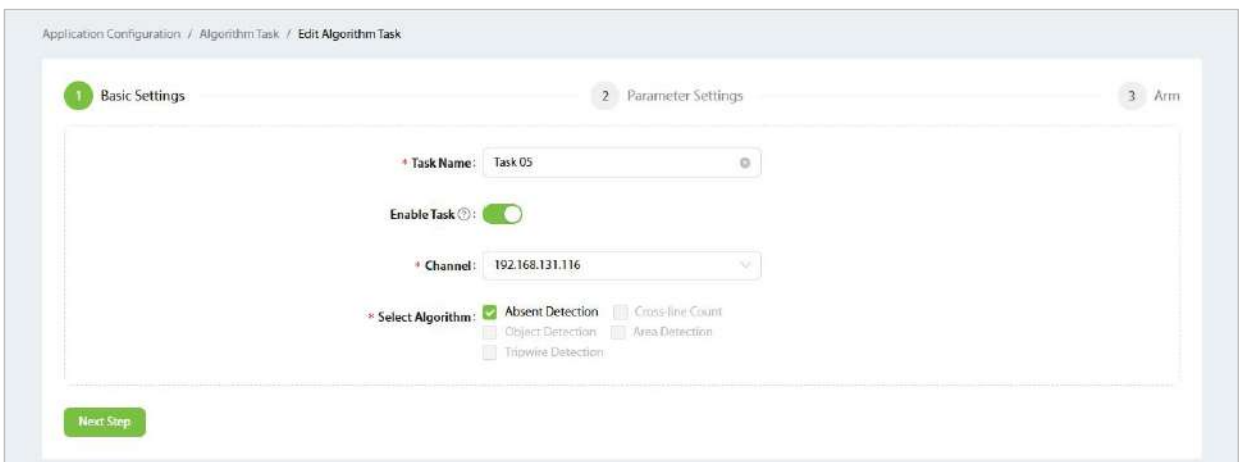 Application Configuration / Algorithm Task / Edit Algorithm Task
1 Basic Settings 2 Parameter Settings 3 Arm
* Task Name: Task 05
Enable Task ? :
* Channel: 192.168.131.116
* Select Algorithm: Absent Detection Cross-line Count
Object Detection Area Detection
Tripwire Detection
Next Step